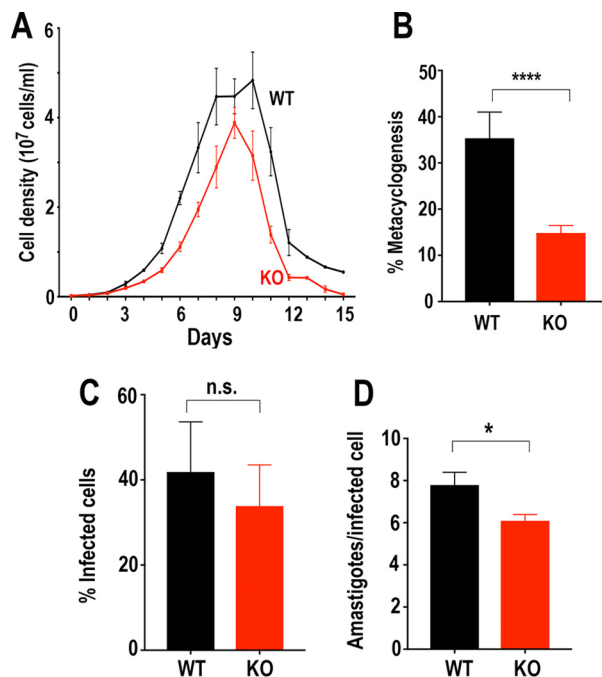 A
Cell density (10⁷ cells/ml)
6
4
2
0
WT
KO
0 3 6 9 12 15
Days
B
% Metacyclogenesis
50
40
30
20
10
0
****
WT KO
C
% Infected cells
60
40
20
0
n.s.
WT KO
D
Amastigotes/infected cell
10
8
6
4
2
0
*
WT KO